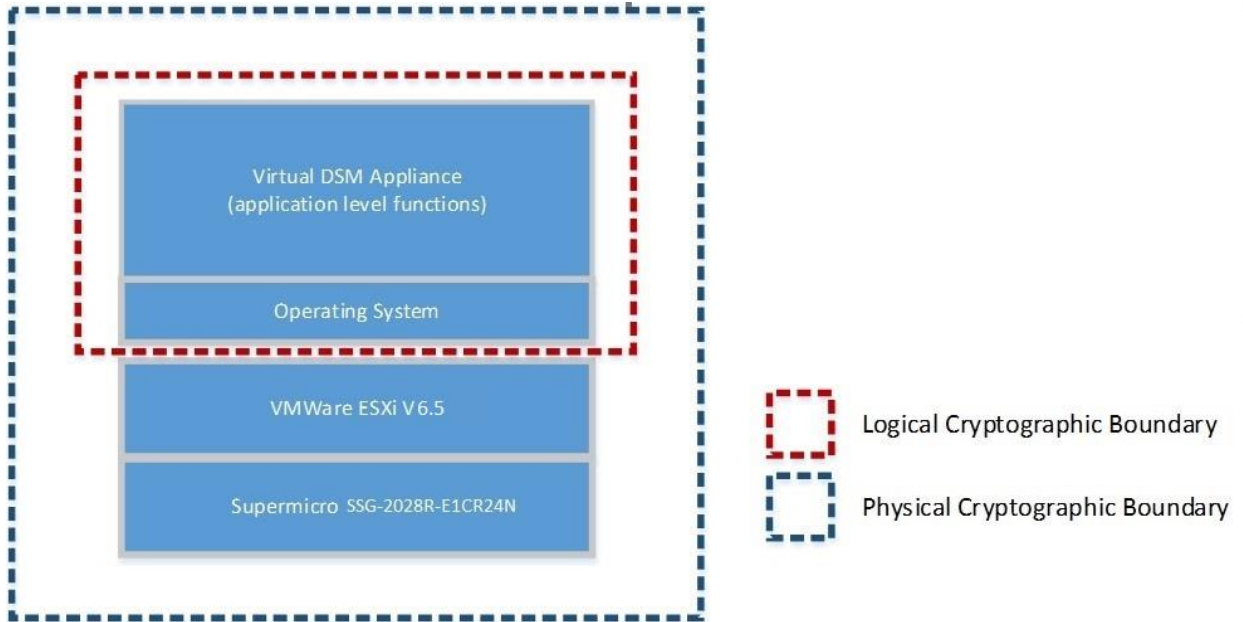 Virtual DSM Appliance
(application level functions)
Operating System
VMWare ESXi V6.5
Supermicro SSG-2028R-E1CR24N
Logical Cryptographic Boundary
Physical Cryptographic Boundary